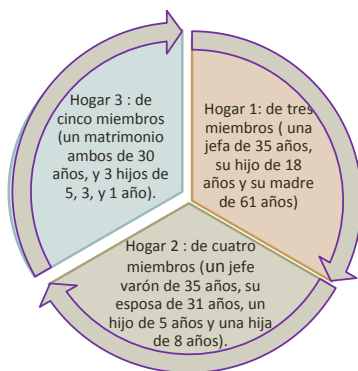 Hogar 3 : de
cinco miembros
(un matrimonio
ambos de 30
años, y 3 hijos de
5, 3, y 1 año).
Hogar 1: de tres
miembros ( una
jefa de 35 años,
su hijo de 18
años y su madre
de 61 años)
Hogar 2 : de cuatro
miembros (un jefe
varón de 35 años, su
esposa de 31 años, un
hijo de 5 años y una hija
de 8 años).